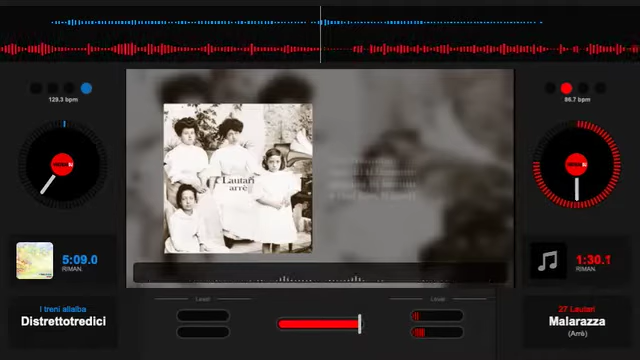 129.3 bpm
86.7 bpm
Lautari
arrè
5:09.0
RIMAN.
1:30.1
RIMAN.
Level
Level
I treni allalba
Distrettotredici
27 Lautari
Malarazza
(Arrè)